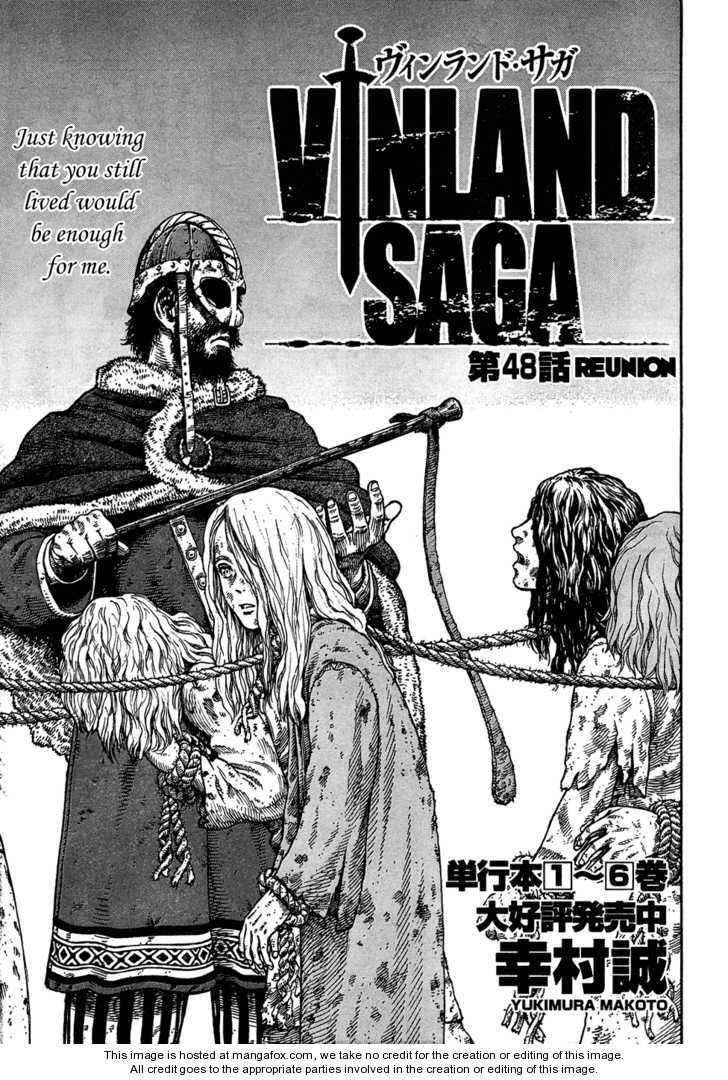 ヴィンランド・サガ
VINLAND
SAGA
第48話 REUNION
Just knowing
that you still
lived would
be enough
for me.
単行本1～6巻
大好評発売中
幸村誠
YUKIMURA MAKOTO
This image is hosted at mangafox.com, we take no credit for the creation or editing of this image.
All credit goes to the appropriate parties involved in the creation or editing of this image.